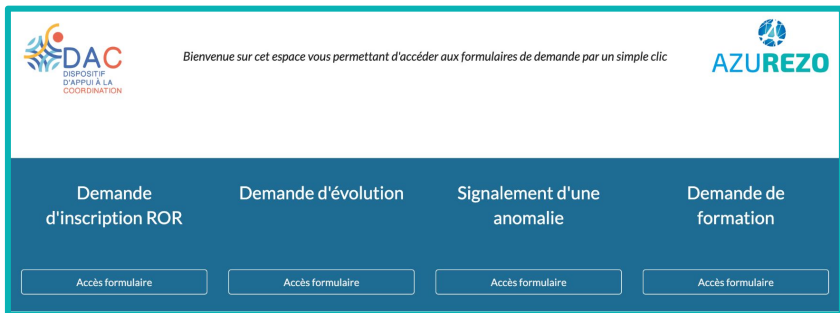 DAC
DISPOSITIF
D'APPUI À LA
COORDINATION
Bienvenue sur cet espace vous permettant d'accéder aux formulaires de demande par un simple clic
AZUREZO
Demande
d'inscription ROR
Accès formulaire
Demande d'évolution
Accès formulaire
Signalement d'une
anomalie
Accès formulaire
Demande de
formation
Accès formulaire